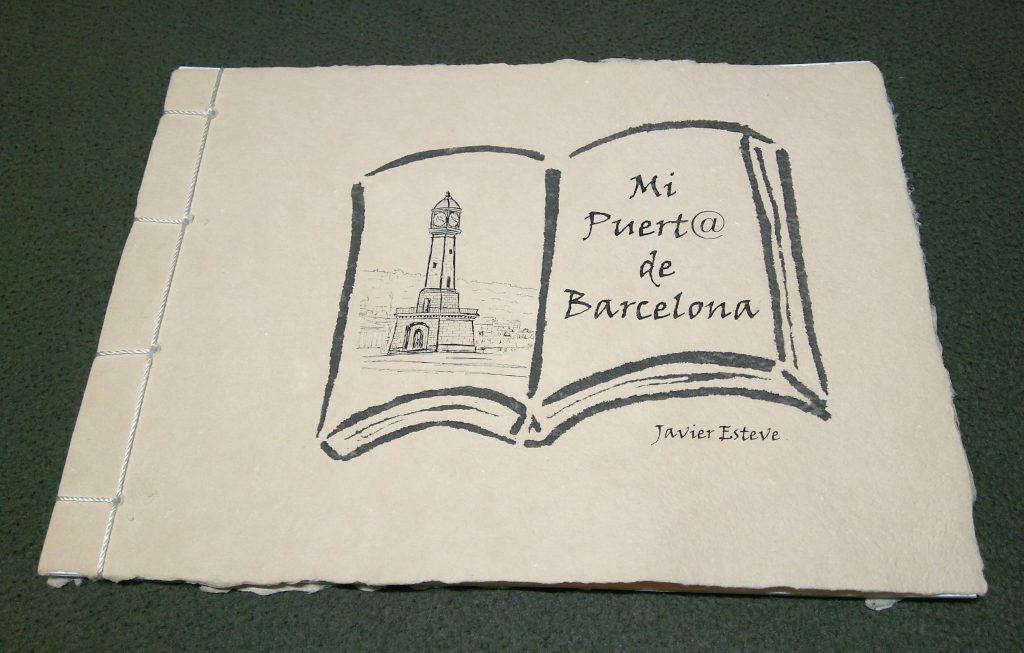 Mi
Puert@
de
Barcelona
Javier Esteve